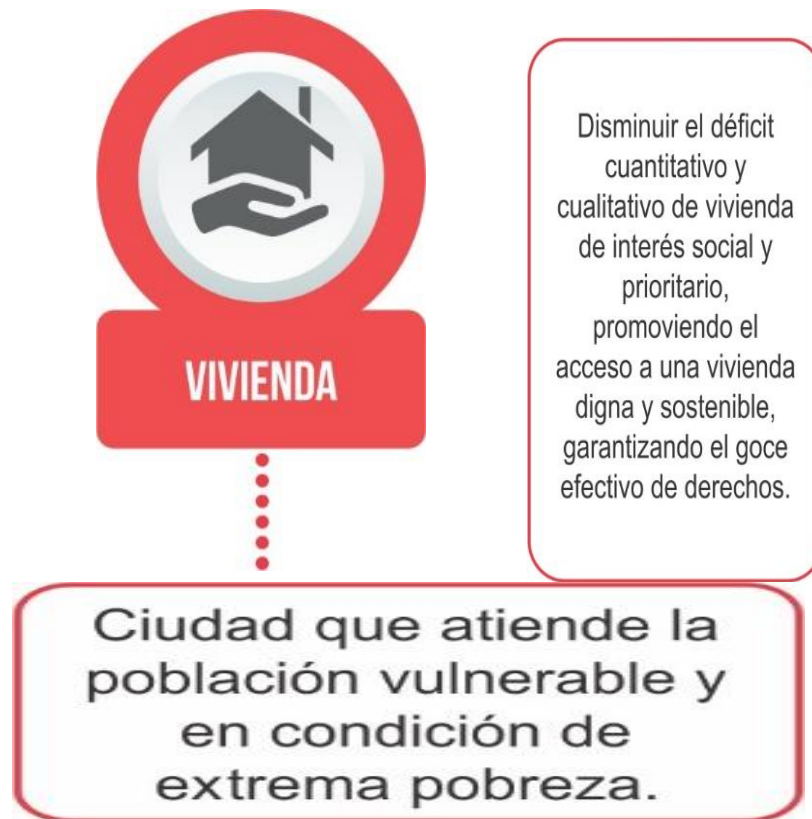 VIVIENDA
Disminuir el déficit
cuantitativo y
cualitativo de vivienda
de interés social y
prioritario,
promoviendo el
acceso a una vivienda
digna y sostenible,
garantizando el goce
efectivo de derechos.
Ciudad que atiende la
población vulnerable y
en condición de
extrema pobreza.